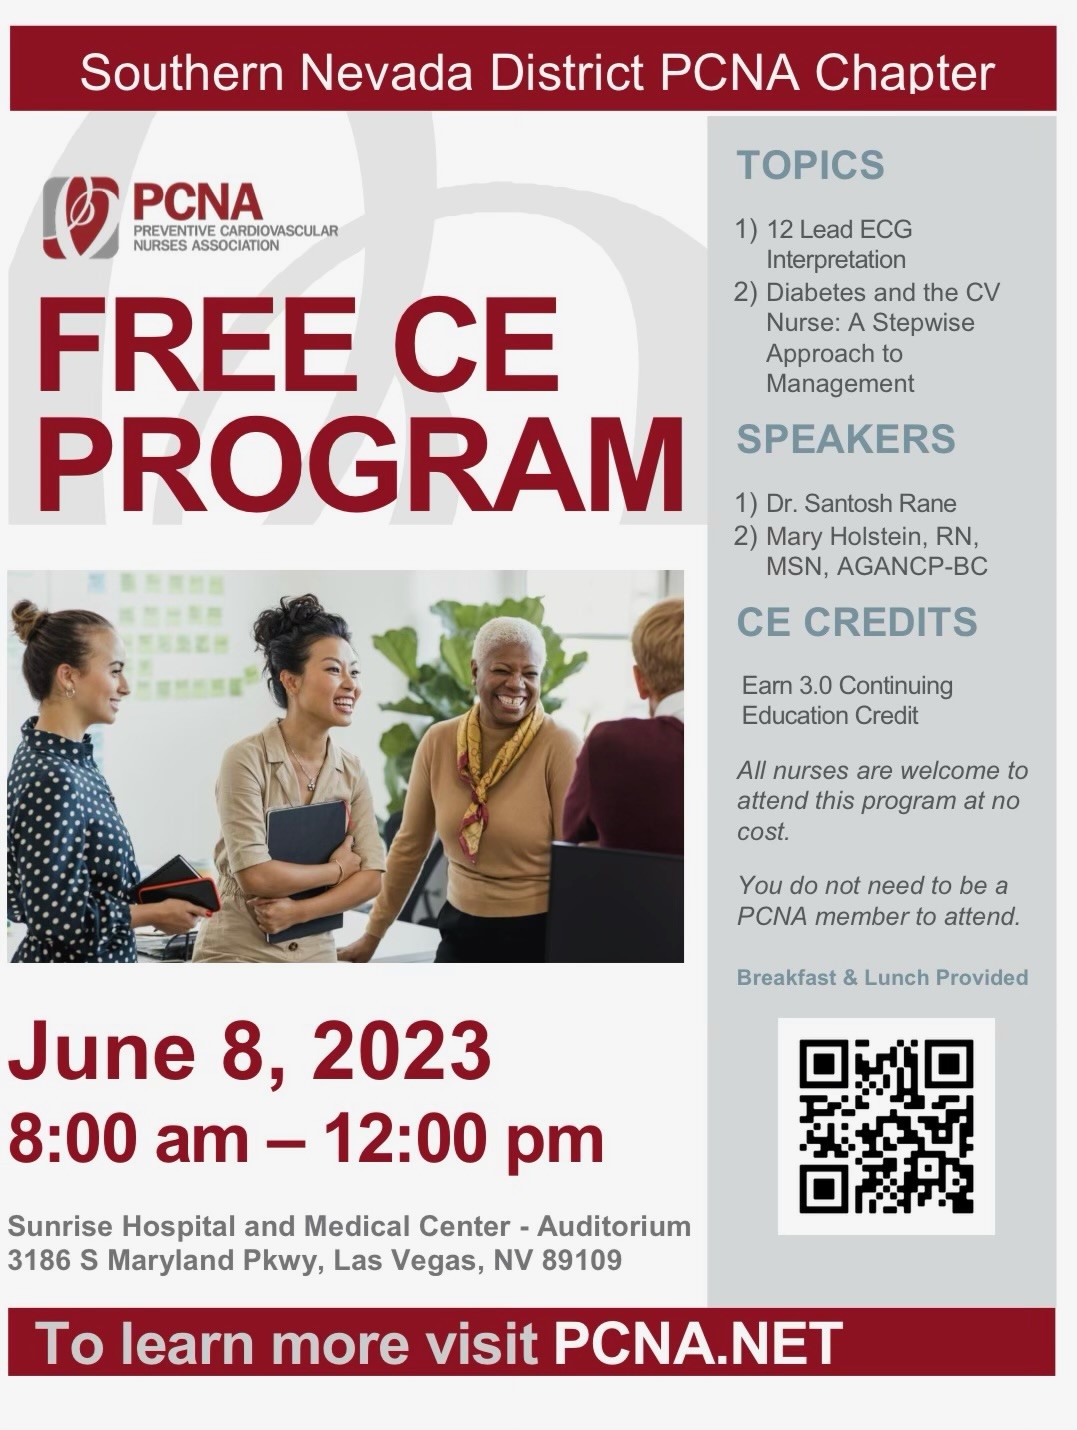 Southern Nevada District PCNA Chapter
PCNA
PREVENTIVE CARDIOVASCULAR
NURSES ASSOCIATION
FREE CE
PROGRAM
June 8, 2023
8:00 am – 12:00 pm
Sunrise Hospital and Medical Center - Auditorium
3186 S Maryland Pkwy, Las Vegas, NV 89109
TOPICS
1) 12 Lead ECG
Interpretation
2) Diabetes and the CV
Nurse: A Stepwise
Approach to
Management
SPEAKERS
1) Dr. Santosh Rane
2) Mary Holstein, RN,
MSN, AGANCP-BC
CE CREDITS
Earn 3.0 Continuing
Education Credit
All nurses are welcome to
attend this program at no
cost.
You do not need to be a
PCNA member to attend.
Breakfast & Lunch Provided
To learn more visit PCNA.NET